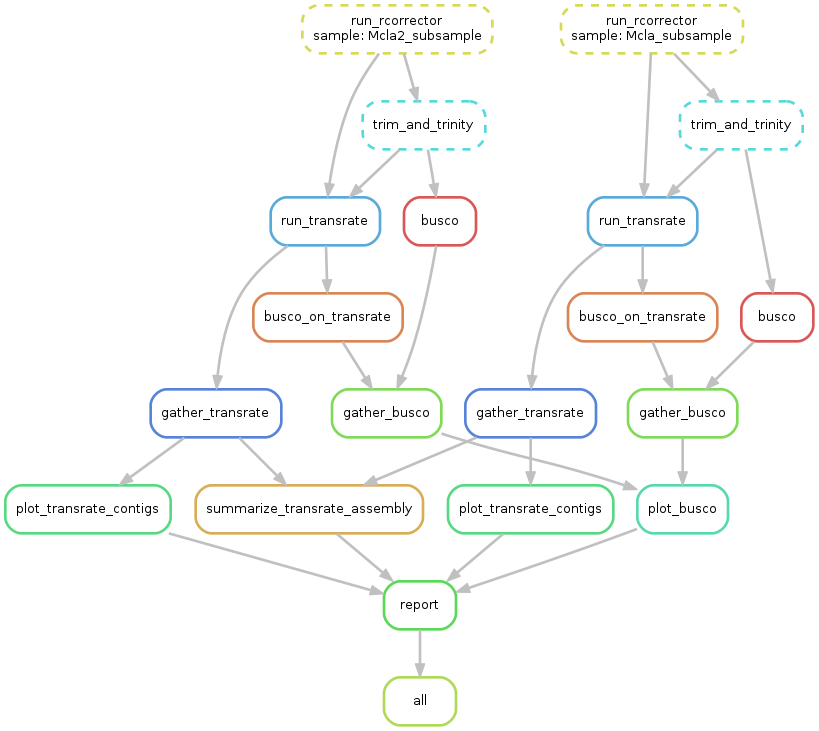 run_rcorrector
sample: Mcla2_subsample
run_rcorrector
sample: Mcla_subsample
trim_and_trinity
trim_and_trinity
run_transrate
busco
run_transrate
busco_on_transrate
busco_on_transrate
busco
gather_transrate
gather_busco
gather_transrate
gather_busco
plot_transrate_contigs
summarize_transrate_assembly
plot_transrate_contigs
plot_busco
report
all